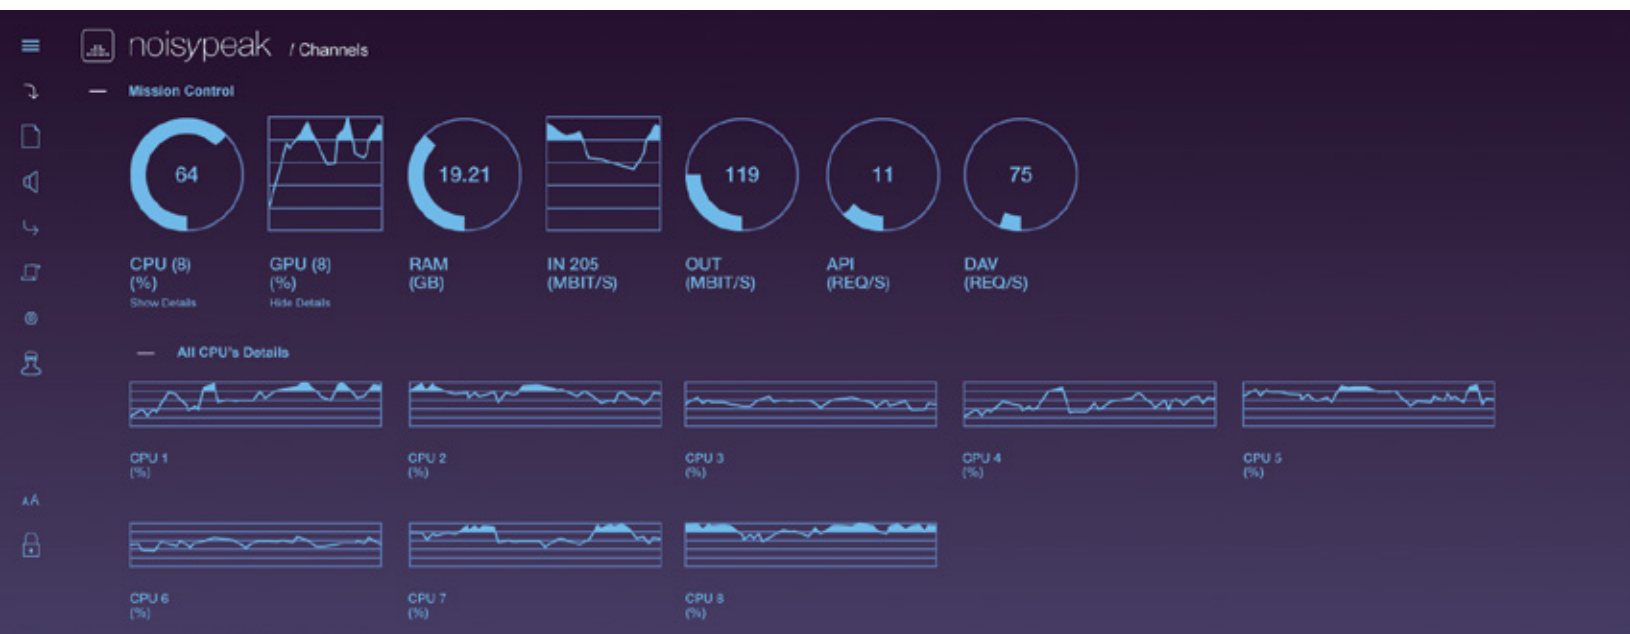 noisypeak / Channels
Mission Control
64
19.21
119
11
75
CPU (8)
(%)
Show Details
GPU (8)
(%)
Hide Details
RAM
(GB)
IN 205
(MBIT/S)
OUT
(MBIT/S)
API
(REQ/S)
DAV
(REQ/S)
All CPU's Details
CPU 1
(%)
CPU 2
(%)
CPU 3
(%)
CPU 4
(%)
CPU 5
(%)
AA
CPU 6
(%)
CPU 7
(%)
CPU 8
(%)